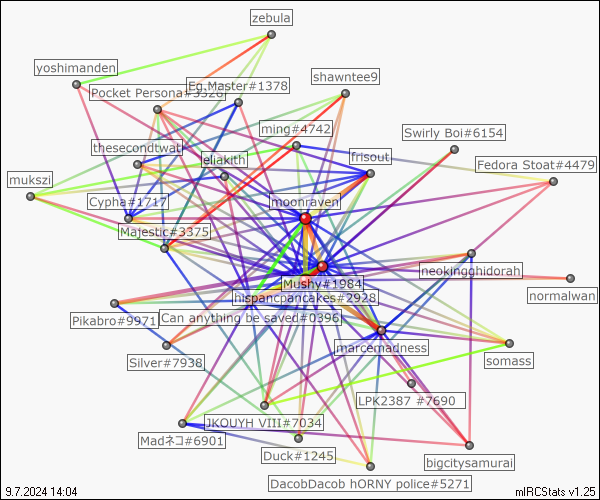 zebula
yoshimanden
Eg.Master#1378
Pocket Persona#3326
shawntee9
ming#4742
Swirly Boi#6154
thesecondtwat
eliakith
frisout
Fedora Stoat#4479
mukszi
Cypha#1717
moonraven
Majestic#3375
neokingghidorah
Mushy#1984
hispancpancakes#2928
normalwan
Can anything be saved#0396
Pikabro#9971
marcemadness
Silver#7938
somass
LPK2387 #7690
JKOUYH VIII#7034
Madネコ#6901
Duck#1245
bigcitysamurai
DacobDacob hORNY police#5271
9.7.2024 14:04
mIRCStats v1.25